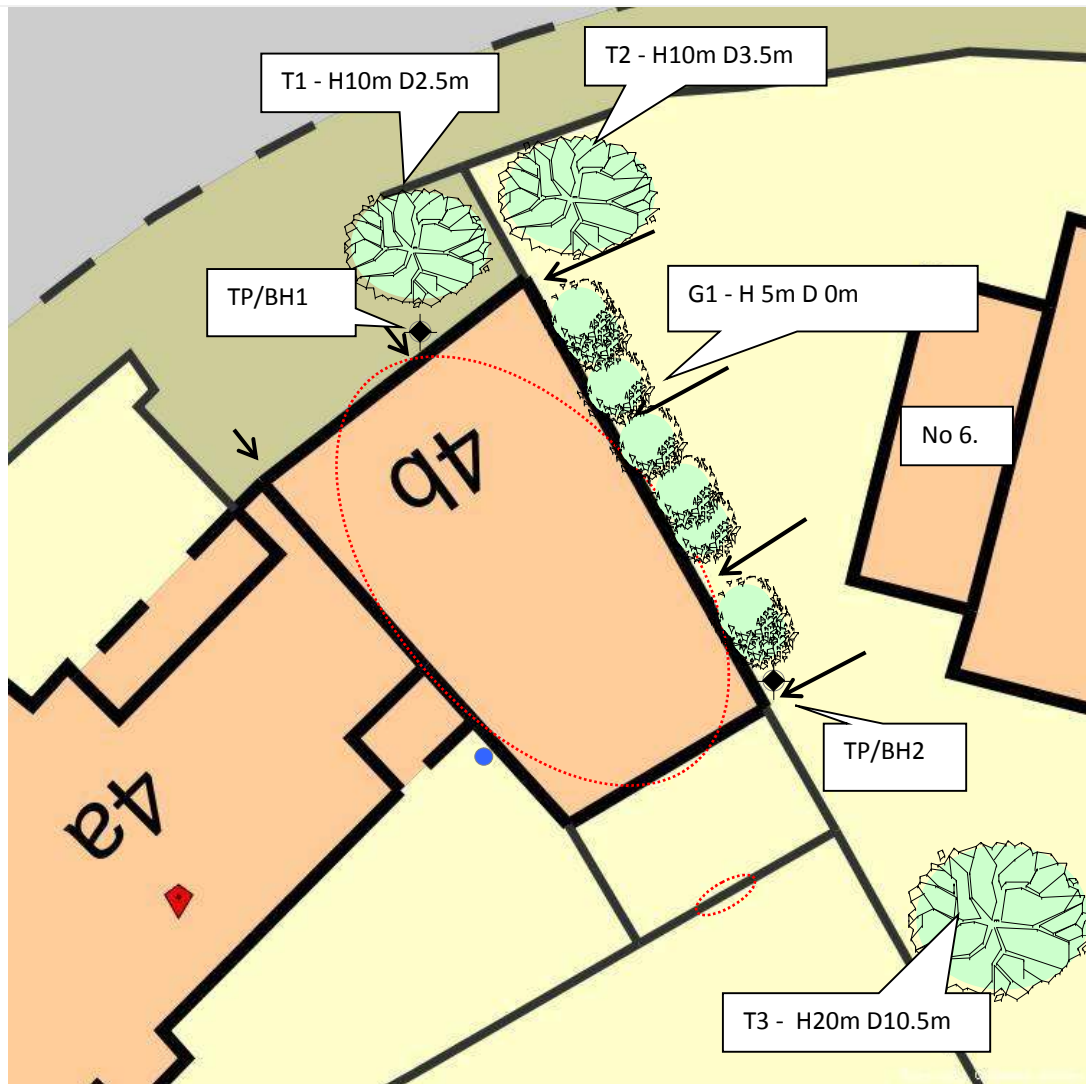 T2 - H10m D3.5m
T1 - H10m D2.5m
TP/BH1
G1 - H 5m D 0m
No 6.
4b
TP/BH2
4a
T3 - H20m D10.5m